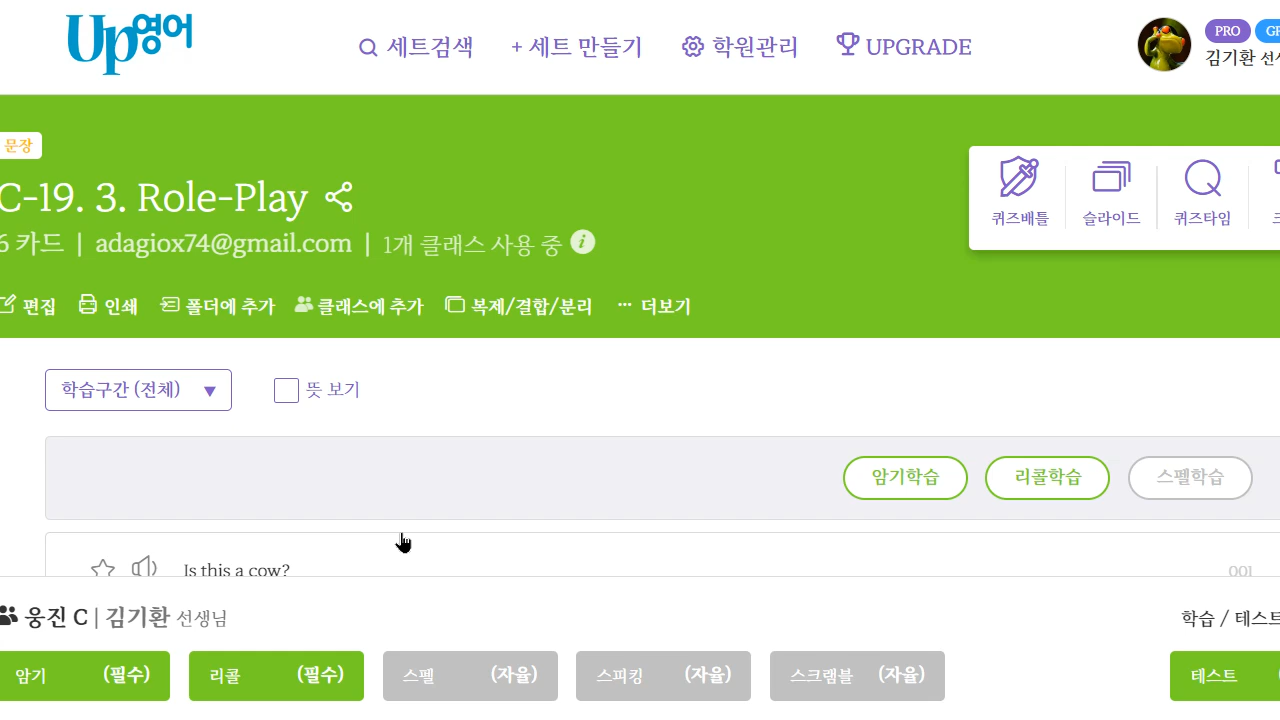 Up영어
세트검색
+ 세트 만들기
학원관리
UPGRADE
PRO
김기환
문장
C-19. 3. Role-Play
6 카드 | adagiox74@gmail.com | 1개 클래스 사용 중 i
퀴즈배틀
슬라이드
퀴즈타임
편집
인쇄
폴더에 추가
클래스에 추가
복제/결합/분리
··· 더보기
학습구간 (전체) ▼
뜻 보기
암기학습
리콜학습
스펠학습
Is this a cow?
001
웅진 C | 김기환 선생님
학습 / 테스트
암기 (필수)
리콜 (필수)
스펠 (자율)
스피킹 (자율)
스크램블 (자율)
테스트